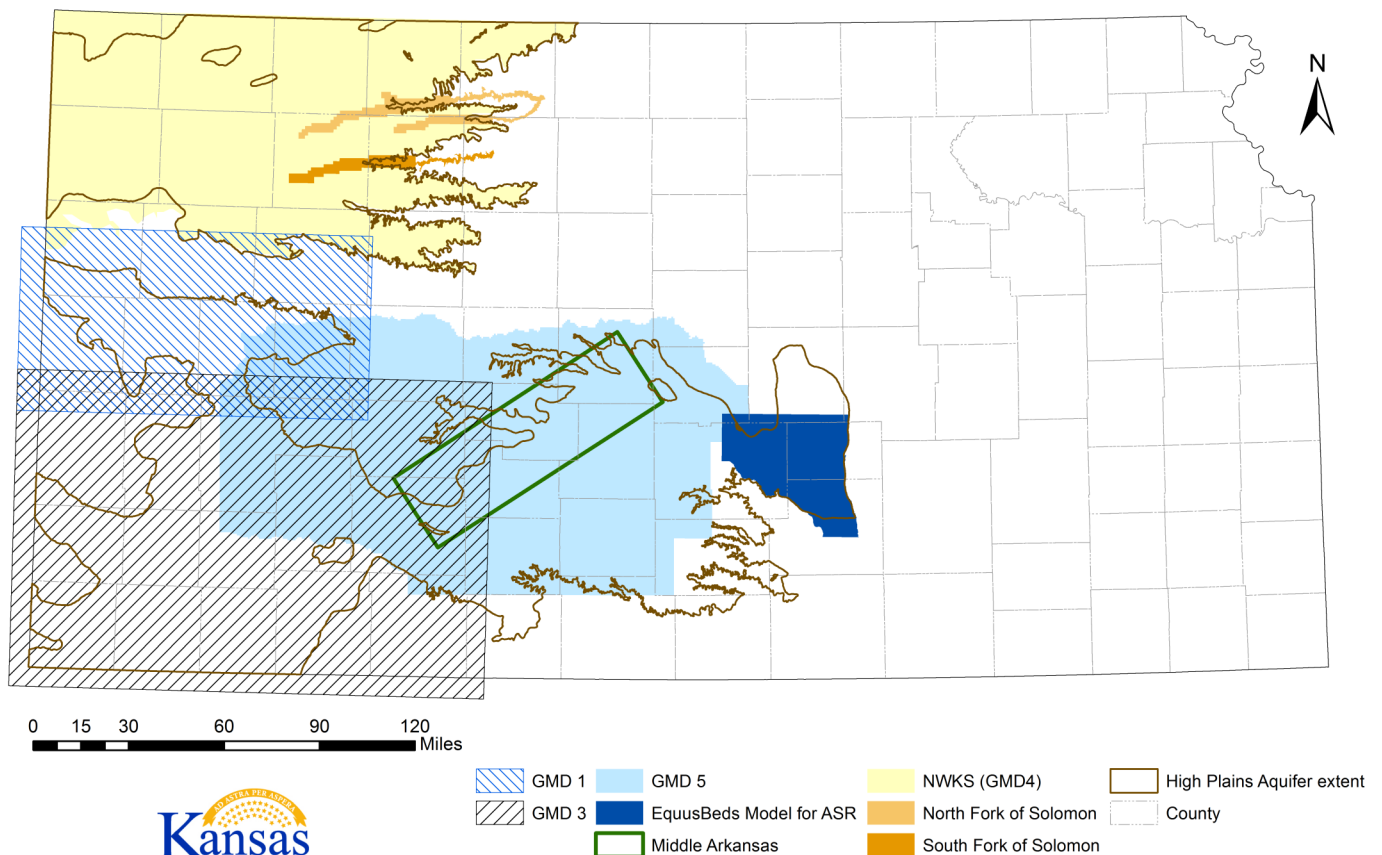 N
0 15 30 60 90 120
Miles
GMD 1
GMD 3
GMD 5
EquusBeds Model for ASR
Middle Arkansas
NWKS (GMD4)
North Fork of Solomon
South Fork of Solomon
High Plains Aquifer extent
County
AD ASTRA PER ASPERA
Kansas